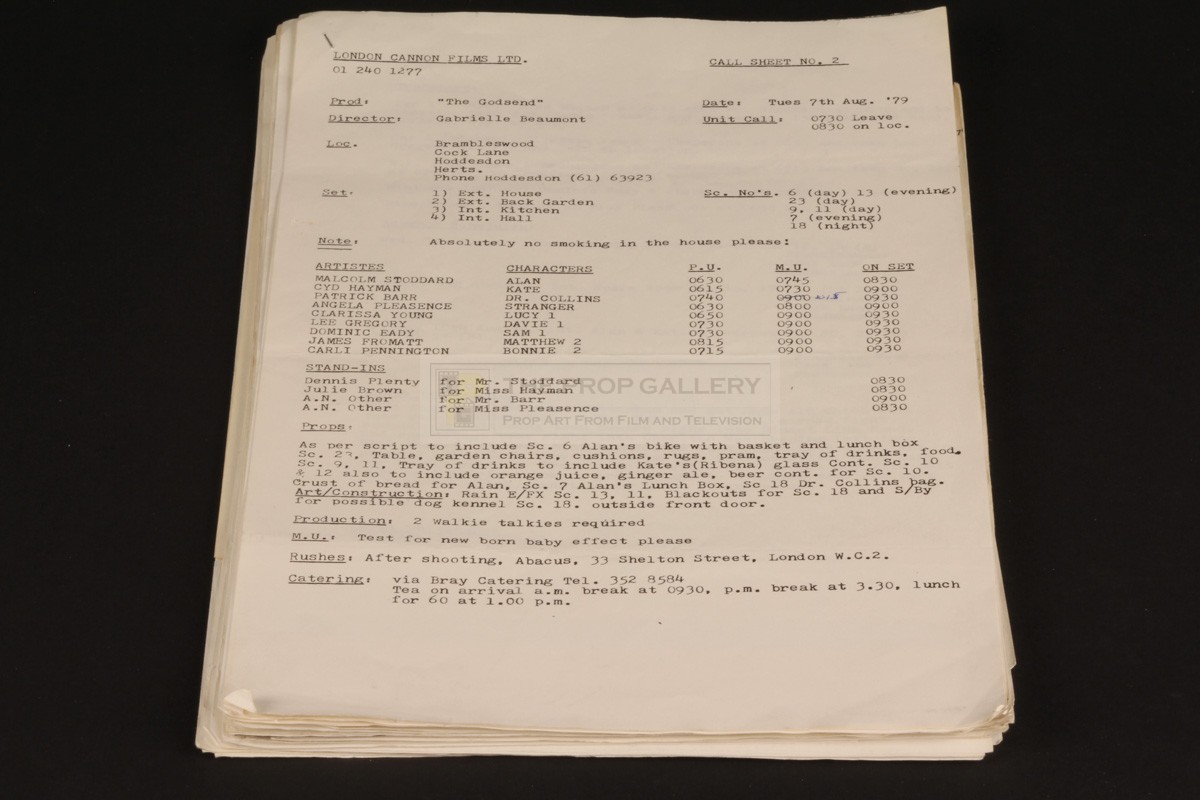 LONDON CANNON FILMS LTD. CALL SHEET NO. 2
01 240 1277
Prod: "The Godsend" Date: Tues 7th Aug. '79
Director: Gabrielle Beaumont Unit Call: 0730 Leave
0830 on loc.
Loc. Brambleswood
Cock Lane
Hoddesdon
Herts.
Phone Hoddesdon (61) 63923
Set. 1) Ext. House Sc. No's. 6 (day) 13 (evening)
2) Ext. Back Garden 23 (day)
3) Int. Kitchen 9, 11 (day)
4) Int. Hall 7 (evening)
18 (night)
Note: Absolutely no smoking in the house please:
ARTISTES CHARACTERS P.U. M.U. ON SET
MALCOLM STODDARD ALAN 0630 0745 0830
CYD HAYMAN KATE 0615 0730 0900
PATRICK BARR DR. COLLINS 0740 0900 0930
ANGELA PLEASENCE STRANGER 0630 0800 0900
CLARISSA YOUNG LUCY 1 0650 0900 0930
LEE GREGORY DAVIE 1 0730 0900 0930
DOMINIC EADY SAM 1 0730 0900 0930
JAMES FROMATT MATTHEW 2 0815 0900 0930
CARLI PENNINGTON BONNIE 2 0715 0900 0930
STAND-INS
Dennis Plenty for Mr. Stoddard 0830
Julie Brown for Miss Hayman 0830
A.N. Other for Mr. Barr 0900
A.N. Other for Miss Pleasence 0830
THE PROP GALLERY
PROP ART FROM FILM AND TELEVISION
Props:
As per script to include Sc. 6 Alan's bike with basket and lunch box
Sc. 23, Table, garden chairs, cushions, rugs, pram, tray of drinks, food.
Sc. 9, 11, Tray of drinks to include Kate's(Ribena) glass Cont. Sc. 10
& 12 also to include orange juice, ginger ale, beer cont. for Sc. 10.
Crust of bread for Alan, Sc. 7 Alan's Lunch Box, Sc 18 Dr. Collins bag.
Art/Construction: Rain E/FX Sc. 13, 11, Blackouts for Sc. 18 and S/By
for possible dog kennel Sc. 18. outside front door.
Production: 2 Walkie talkies required
M.U.: Test for new born baby effect please
Rushes: After shooting, Abacus, 33 Shelton Street, London W.C.2.
Catering: via Bray Catering Tel. 352 8584
Tea on arrival a.m. break at 0930, p.m. break at 3.30, lunch
for 60 at 1.00 p.m.